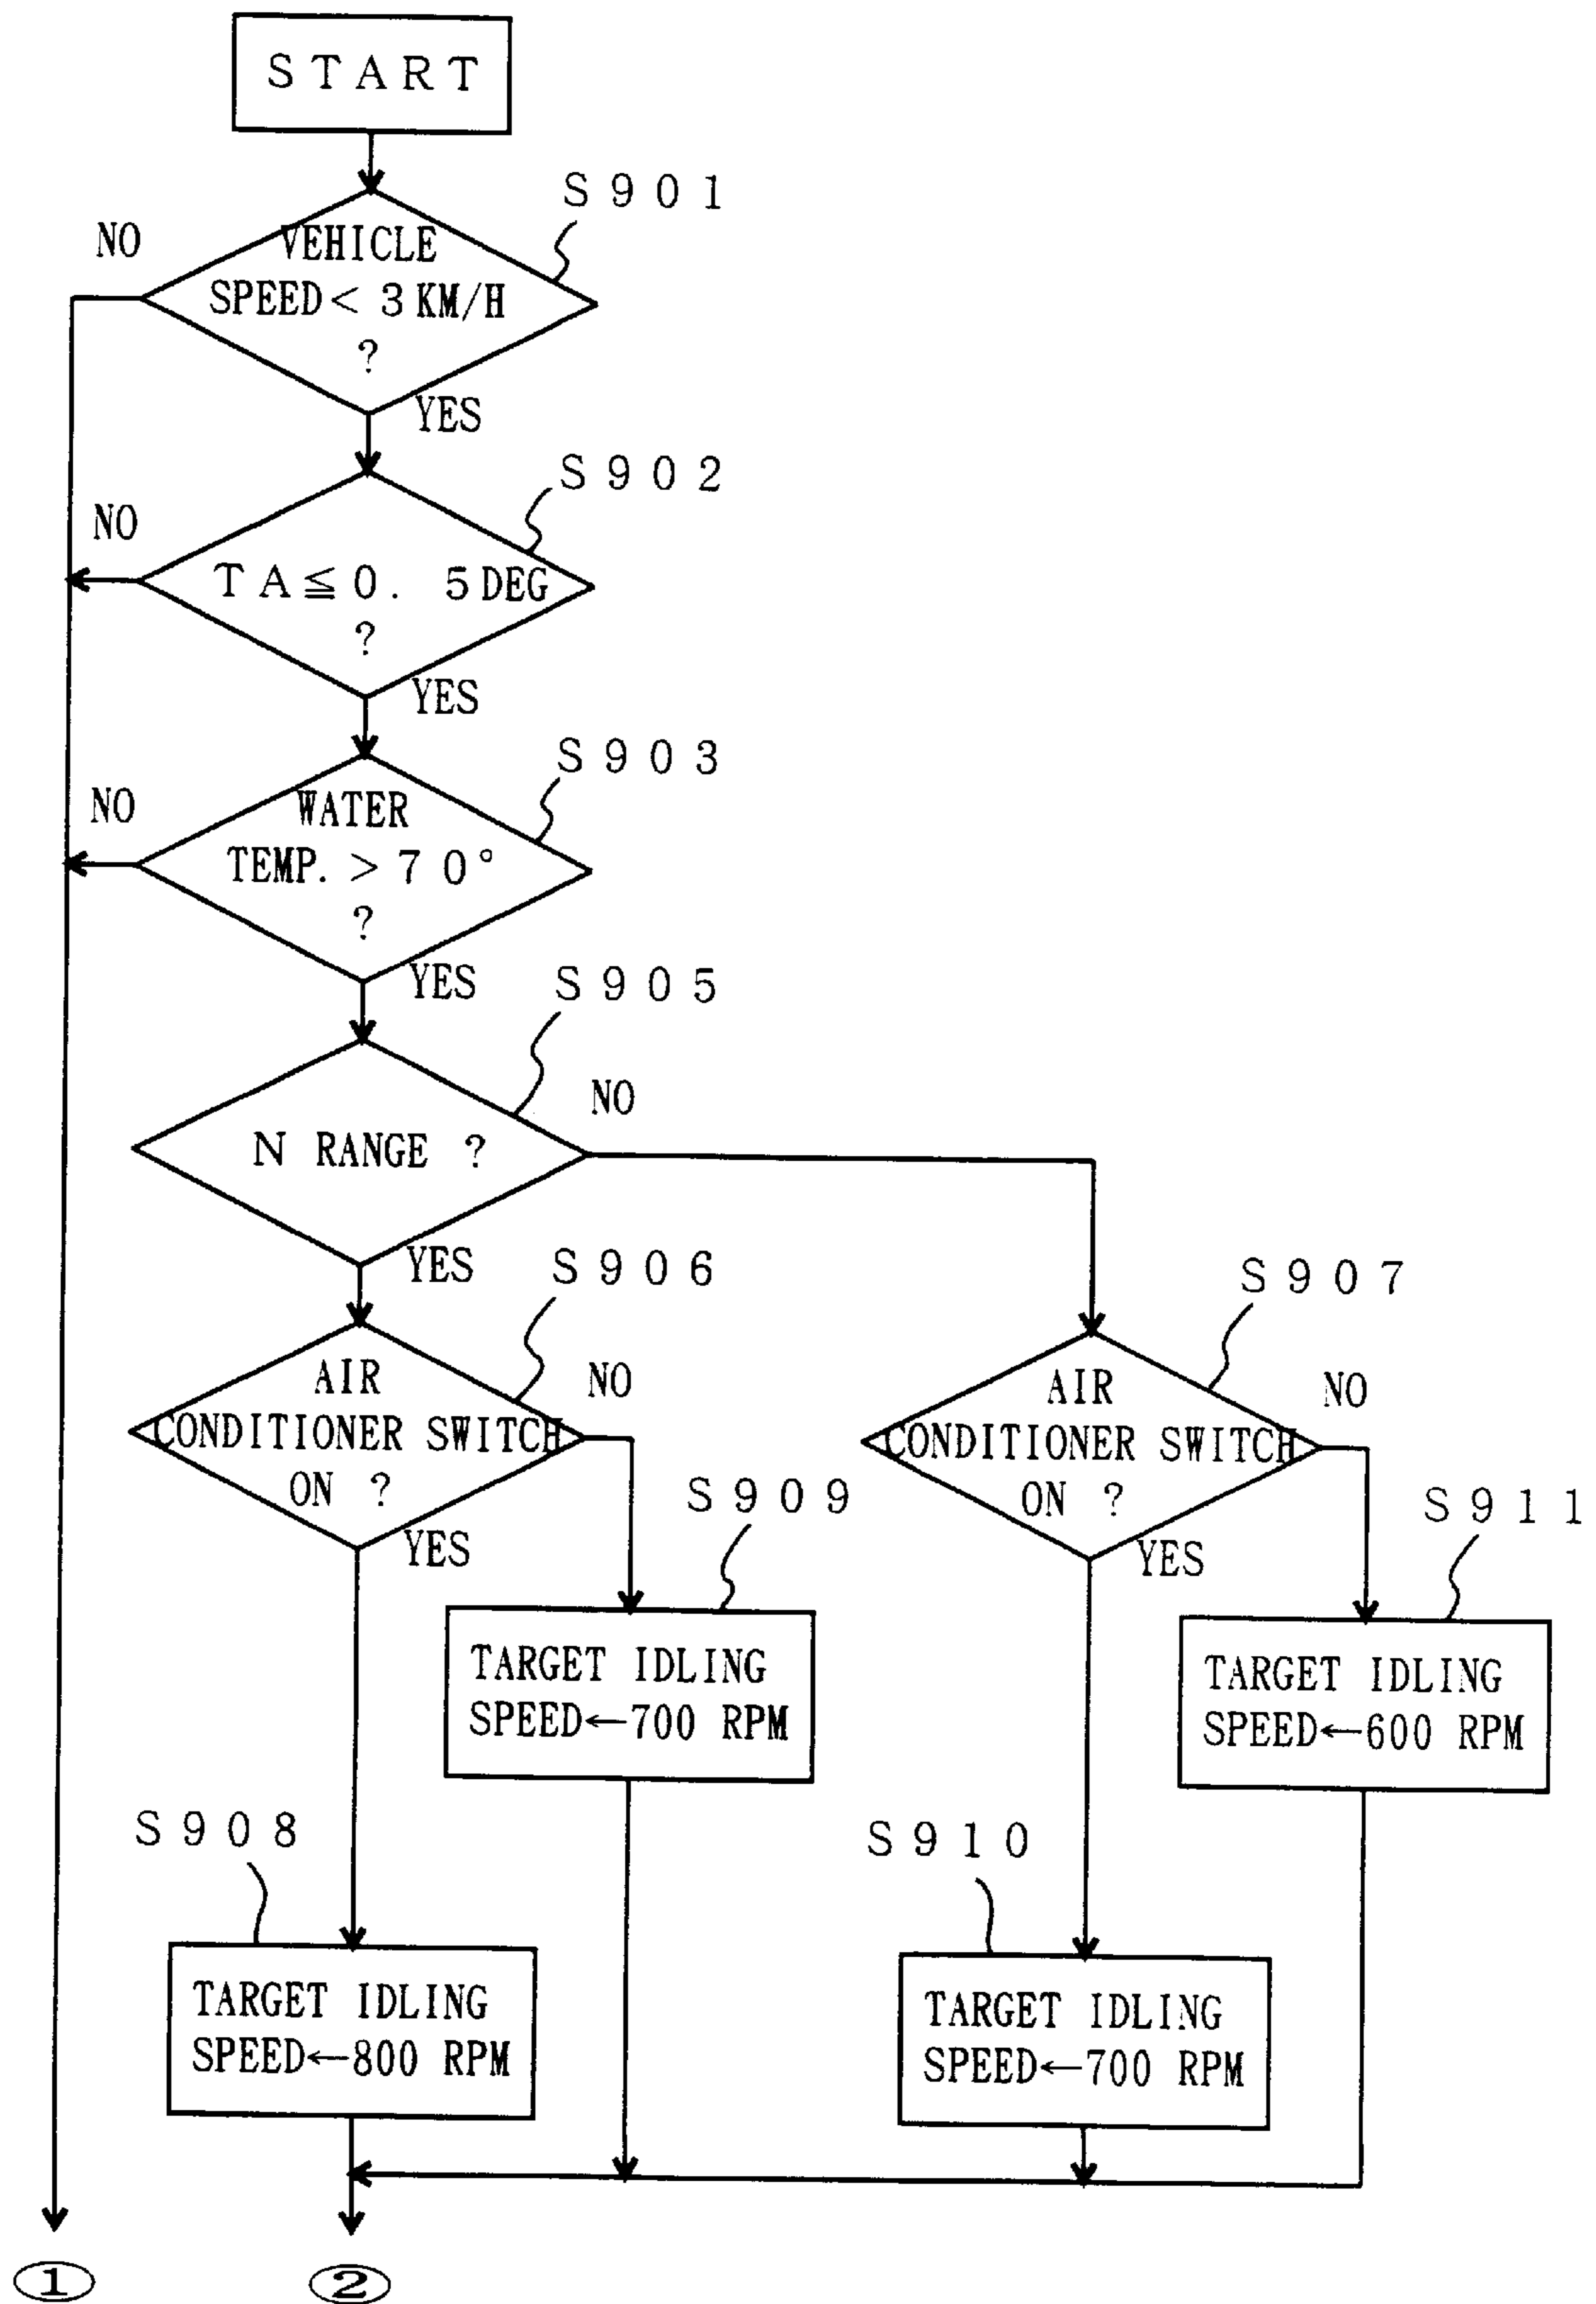 START
S901
NO
VEHICLE
SPEED< 3KM/H
?
YES
S902
NO
TA≦0. 5DEG
?
YES
S903
NO
WATER
TEMP. >70°
?
YES
S905
NO
N RANGE ?
YES
S906
S907
AIR
CONDITIONER SWITCH
ON ?
NO
YES
AIR
CONDITIONER SWITCH
ON ?
NO
YES
S909
S911
TARGET IDLING
SPEED←700 RPM
TARGET IDLING
SPEED←600 RPM
S908
S910
TARGET IDLING
SPEED←800 RPM
TARGET IDLING
SPEED←700 RPM
①
②